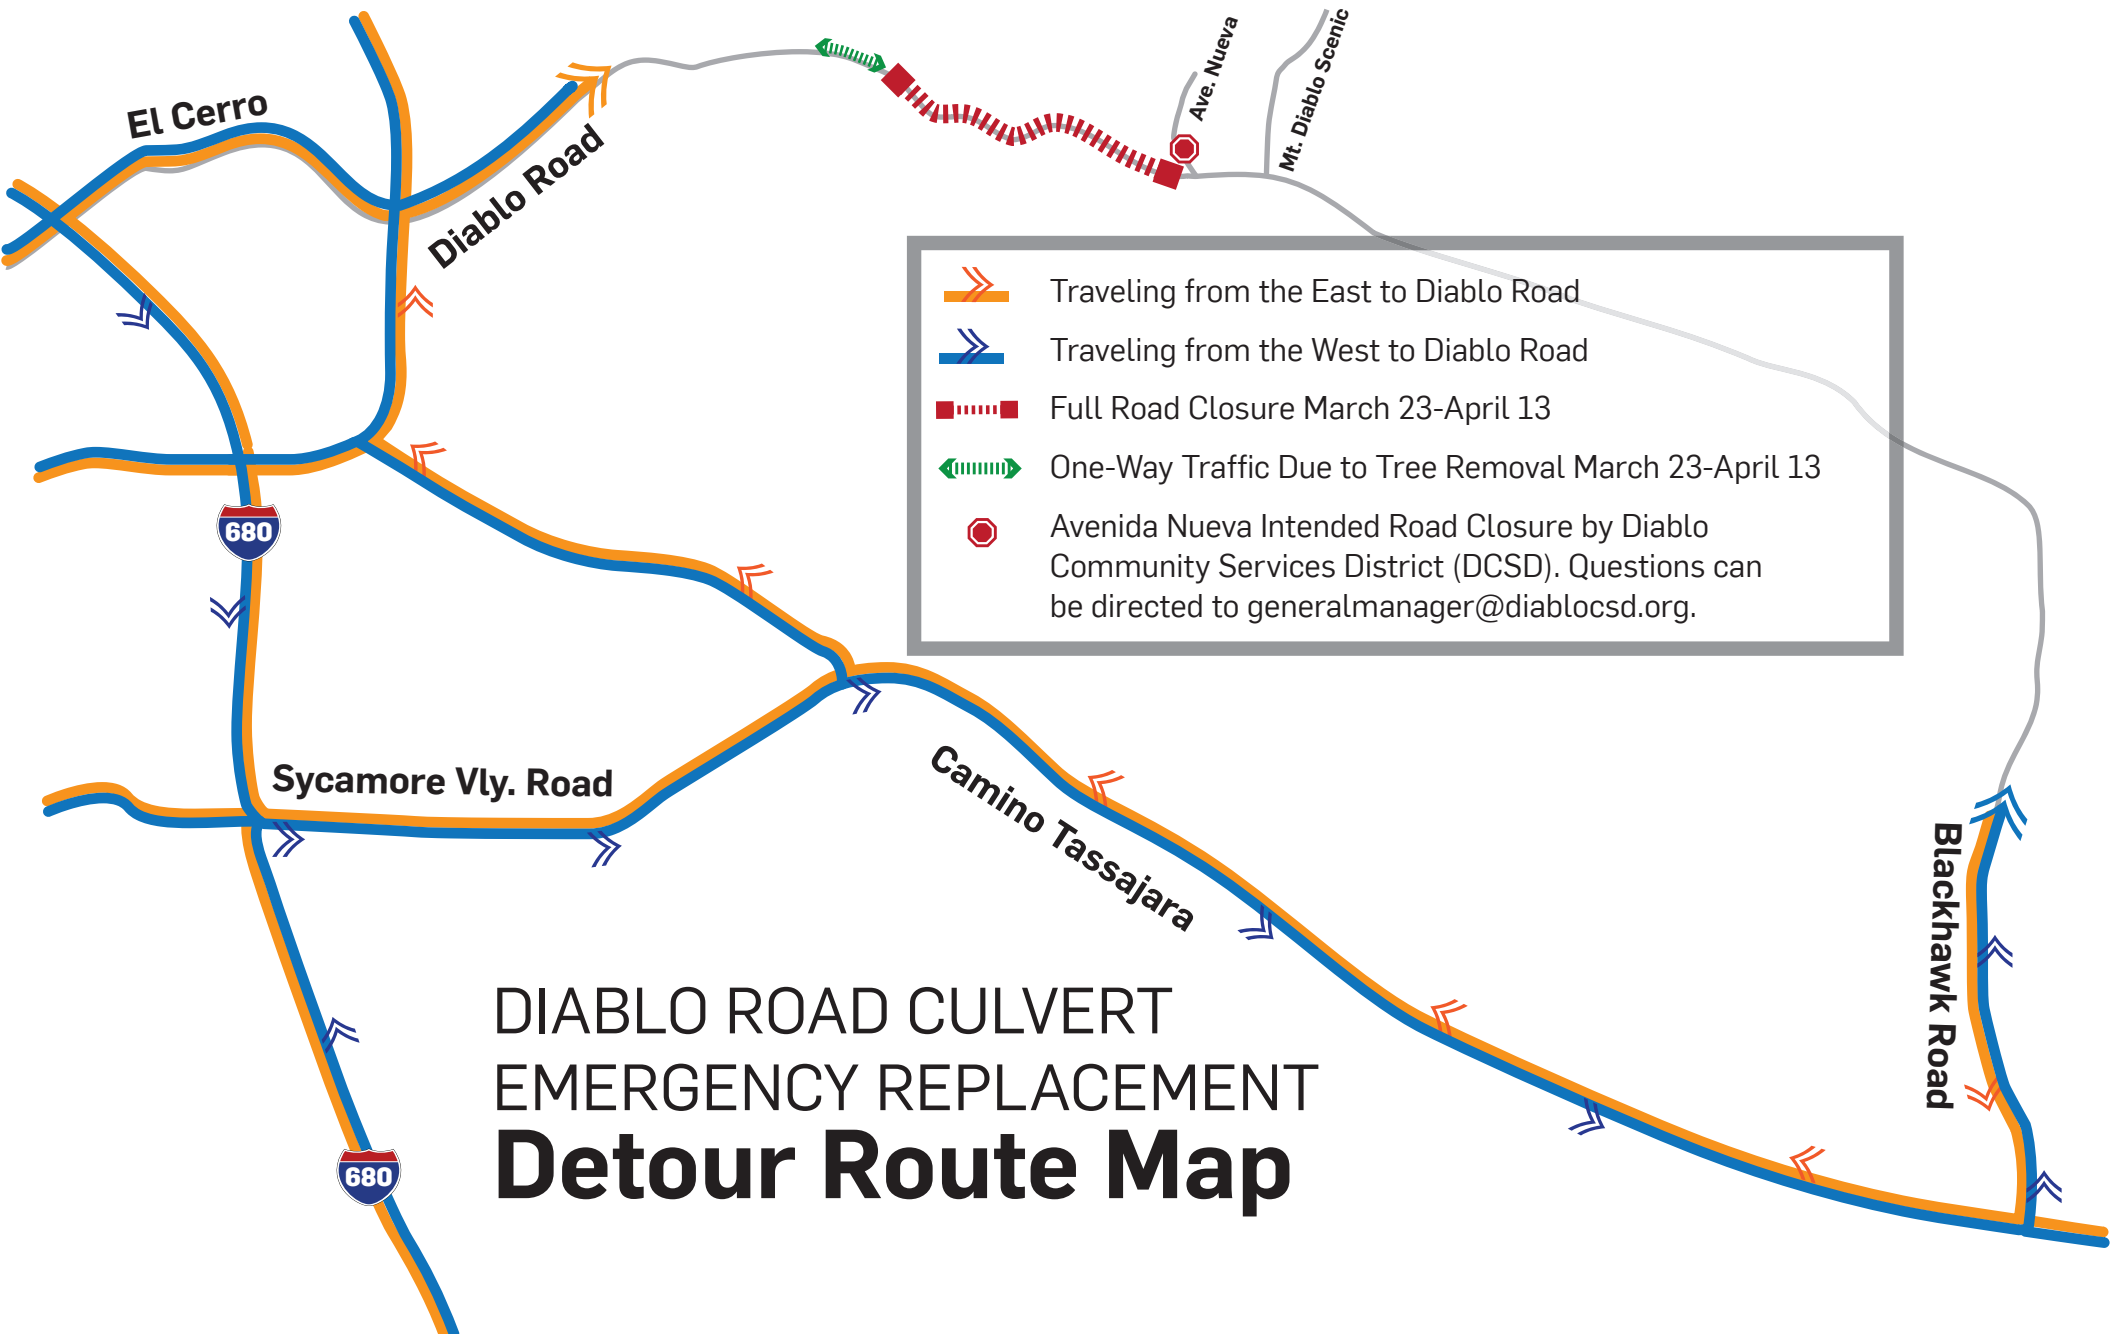 El Cerro
Diablo Road
Ave. Nueva
Mt. Diablo Scenic
Traveling from the East to Diablo Road
Traveling from the West to Diablo Road
Full Road Closure March 23-April 13
One-Way Traffic Due to Tree Removal March 23-April 13
Avenida Nueva Intended Road Closure by Diablo
Community Services District (DCSD). Questions can
be directed to generalmanager@diablocsd.org.
680
Sycamore Vly. Road
Camino Tassajara
Blackhawk Road
DIABLO ROAD CULVERT
EMERGENCY REPLACEMENT
Detour Route Map
680